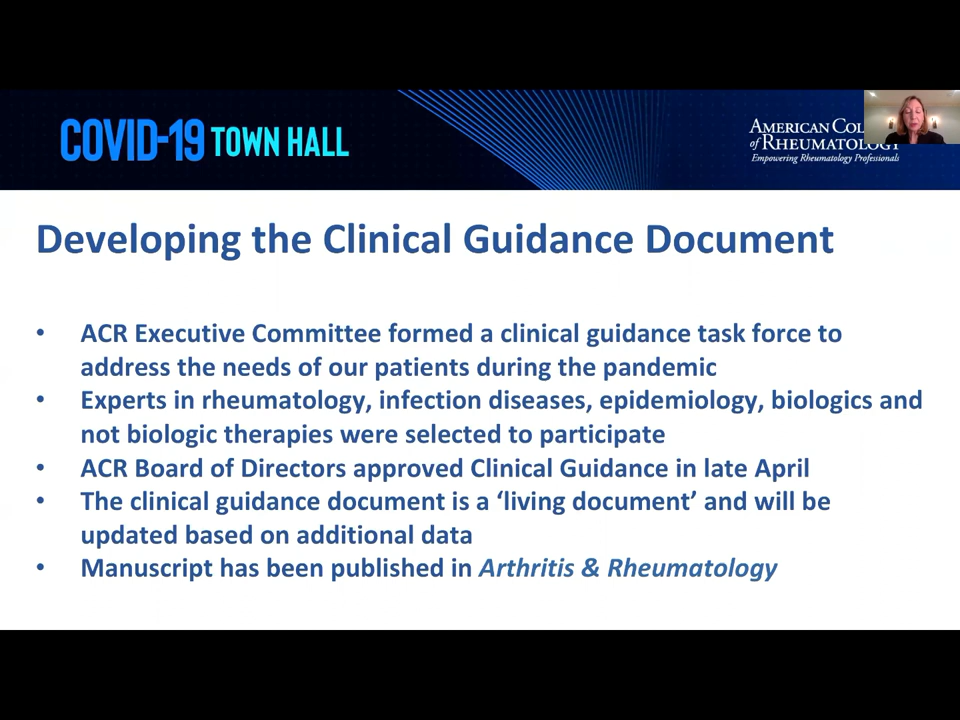 COVID-19 TOWN HALL
AMERICAN
of RHEUMATOLOGY
Empowering Rheumatology Professionals
Developing the Clinical Guidance Document
• ACR Executive Committee formed a clinical guidance task force to
address the needs of our patients during the pandemic
• Experts in rheumatology, infection diseases, epidemiology, biologics and
not biologic therapies were selected to participate
• ACR Board of Directors approved Clinical Guidance in late April
• The clinical guidance document is a ‘living document’ and will be
updated based on additional data
• Manuscript has been published in Arthritis & Rheumatology